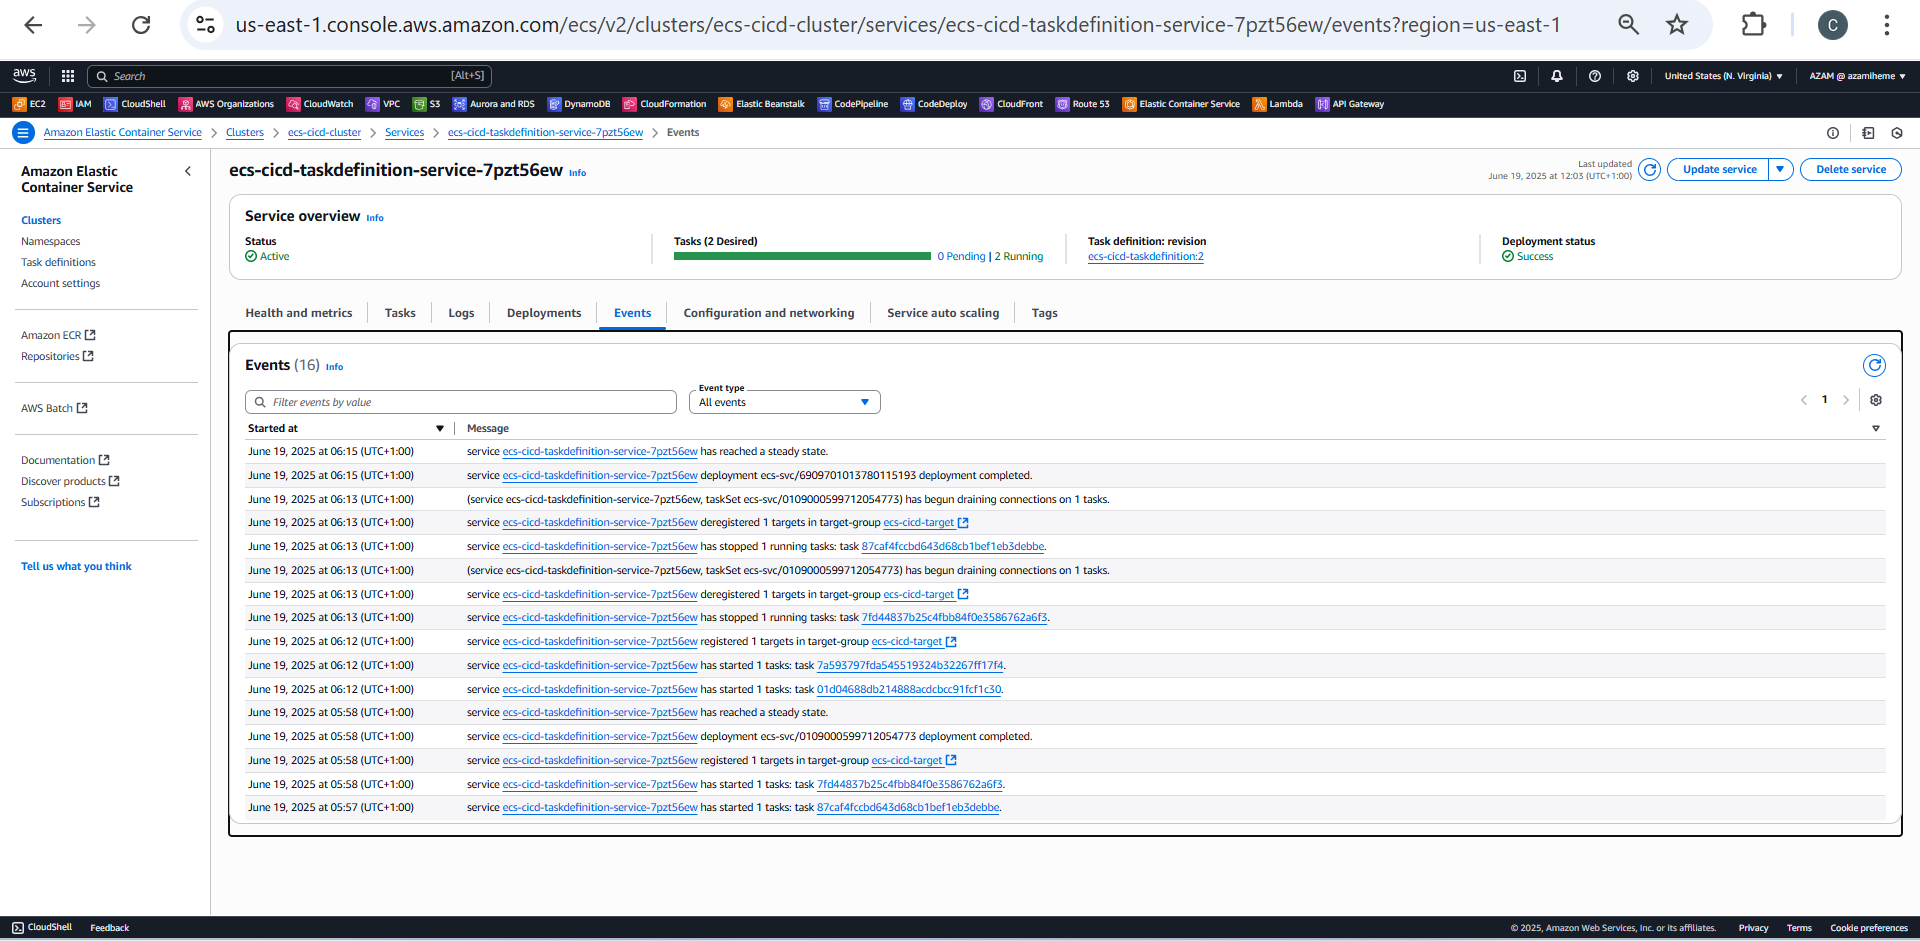 us-east-1.console.aws.amazon.com/ecs/v2/clusters/ecs-cicd-cluster/services/ecs-cicd-taskdefinition-service-7pzt56ew/events?region=us-east-1
C
aws
Search
[Alt+S]
United States (N. Virginia)
AZAM @ azamiheme
EC2
IAM
CloudShell
AWS Organizations
CloudWatch
VPC
S3
Aurora and RDS
DynamoDB
CloudFormation
Elastic Beanstalk
CodePipeline
CodeDeploy
CloudFront
Route 53
Elastic Container Service
Lambda
API Gateway
Amazon Elastic Container Service
Clusters
ecs-cicd-cluster
Services
ecs-cicd-taskdefinition-service-7pzt56ew
Events
Amazon Elastic
Container Service
Clusters
Namespaces
Task definitions
Account settings
Amazon ECR
Repositories
AWS Batch
Documentation
Discover products
Subscriptions
Tell us what you think
ecs-cicd-taskdefinition-service-7pzt56ew Info
Last updated
June 19, 2025 at 12:03 (UTC+1:00)
Update service
Delete service
Service overview Info
Status
Active
Tasks (2 Desired)
0 Pending | 2 Running
Task definition: revision
ecs-cicd-taskdefinition:2
Deployment status
Success
Health and metrics
Tasks
Logs
Deployments
Events
Configuration and networking
Service auto scaling
Tags
Events (16) Info
Filter events by value
Event type
All events
1
Started at Message
June 19, 2025 at 06:15 (UTC+1:00) service ecs-cicd-taskdefinition-service-7pzt56ew has reached a steady state.
June 19, 2025 at 06:15 (UTC+1:00) service ecs-cicd-taskdefinition-service-7pzt56ew deployment ecs-svc/6909701013780115193 deployment completed.
June 19, 2025 at 06:13 (UTC+1:00) (service ecs-cicd-taskdefinition-service-7pzt56ew, taskSet ecs-svc/0109000599712054773) has begun draining connections on 1 tasks.
June 19, 2025 at 06:13 (UTC+1:00) service ecs-cicd-taskdefinition-service-7pzt56ew deregistered 1 targets in target-group ecs-cicd-target
June 19, 2025 at 06:13 (UTC+1:00) service ecs-cicd-taskdefinition-service-7pzt56ew has stopped 1 running tasks: task 87caf4fccbd643d68cb1bef1eb3debbe.
June 19, 2025 at 06:13 (UTC+1:00) (service ecs-cicd-taskdefinition-service-7pzt56ew, taskSet ecs-svc/0109000599712054773) has begun draining connections on 1 tasks.
June 19, 2025 at 06:13 (UTC+1:00) service ecs-cicd-taskdefinition-service-7pzt56ew deregistered 1 targets in target-group ecs-cicd-target
June 19, 2025 at 06:13 (UTC+1:00) service ecs-cicd-taskdefinition-service-7pzt56ew has stopped 1 running tasks: task 7fd44837b25c4fbb84f0e3586762a6f3.
June 19, 2025 at 06:12 (UTC+1:00) service ecs-cicd-taskdefinition-service-7pzt56ew registered 1 targets in target-group ecs-cicd-target
June 19, 2025 at 06:12 (UTC+1:00) service ecs-cicd-taskdefinition-service-7pzt56ew has started 1 tasks: task 7a593797fda545519324b32267ff17f4.
June 19, 2025 at 06:12 (UTC+1:00) service ecs-cicd-taskdefinition-service-7pzt56ew has started 1 tasks: task 01d04688db214888acdcbcc91fcf1c30.
June 19, 2025 at 05:58 (UTC+1:00) service ecs-cicd-taskdefinition-service-7pzt56ew has reached a steady state.
June 19, 2025 at 05:58 (UTC+1:00) service ecs-cicd-taskdefinition-service-7pzt56ew deployment ecs-svc/0109000599712054773 deployment completed.
June 19, 2025 at 05:58 (UTC+1:00) service ecs-cicd-taskdefinition-service-7pzt56ew registered 1 targets in target-group ecs-cicd-target
June 19, 2025 at 05:58 (UTC+1:00) service ecs-cicd-taskdefinition-service-7pzt56ew has started 1 tasks: task 7fd44837b25c4fbb84f0e3586762a6f3.
June 19, 2025 at 05:57 (UTC+1:00) service ecs-cicd-taskdefinition-service-7pzt56ew has started 1 tasks: task 87caf4fccbd643d68cb1bef1eb3debbe.
CloudShell
Feedback
© 2025, Amazon Web Services, Inc. or its affiliates.
Privacy
Terms
Cookie preferences